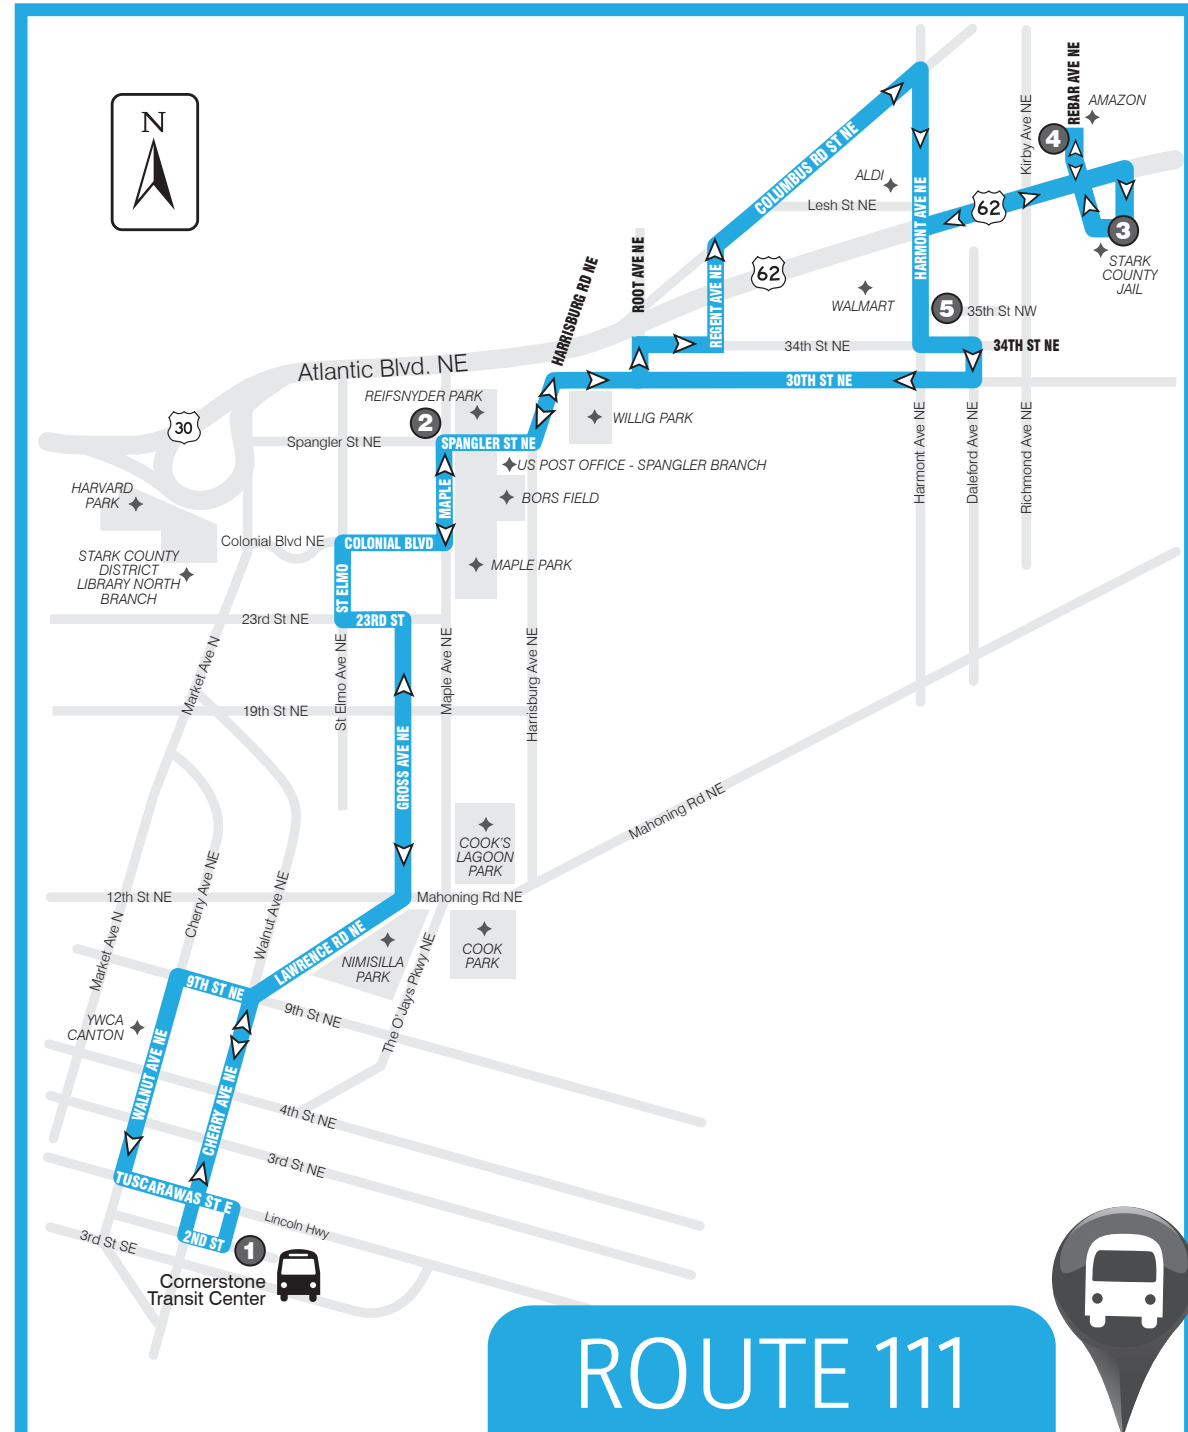 N
REBAR AVE NE
AMAZON
Kirby Ave NE
4
COLUMBUS RD ST NE
ALDI
Lesh St NE
HARMONT AVE NE
62
3
STARK
COUNTY
JAIL
HARRISBURG RD NE
ROOT AVE NE
REGENT AVE NE
62
WALMART
5
35th St NW
34th St NE
34TH ST NE
Atlantic Blvd. NE
30TH ST NE
REIFSNYDER PARK
2
WILLIG PARK
30
Spangler St NE
SPANGLER ST NE
US POST OFFICE - SPANGLER BRANCH
Harmont Ave NE
Daleford Ave NE
Richmond Ave NE
HARVARD
PARK
MAPLE
BORS FIELD
Colonial Blvd NE
COLONIAL BLVD
STARK COUNTY
DISTRICT
LIBRARY NORTH
BRANCH
MAPLE PARK
ST ELMO
23rd St NE
23RD ST
Market Ave N
St Elmo Ave NE
Maple Ave NE
Harrisburg Ave NE
19th St NE
GROSS AVE NE
Mahoning Rd NE
COOK'S
LAGOON
PARK
12th St NE
Mahoning Rd NE
Cherry Ave NE
Walnut Ave NE
Market Ave N
LAWRENCE RD NE
NIMISILLA
PARK
COOK
PARK
The O'Jays Pkwy NE
9TH ST NE
9th St NE
YWCA
CANTON
WALNUT AVE NE
CHERRY AVE NE
4th St NE
3rd St NE
TUSCARAWAS ST E
Lincoln Hwy
2ND ST
1
3rd St SE
Cornerstone
Transit Center
ROUTE 111